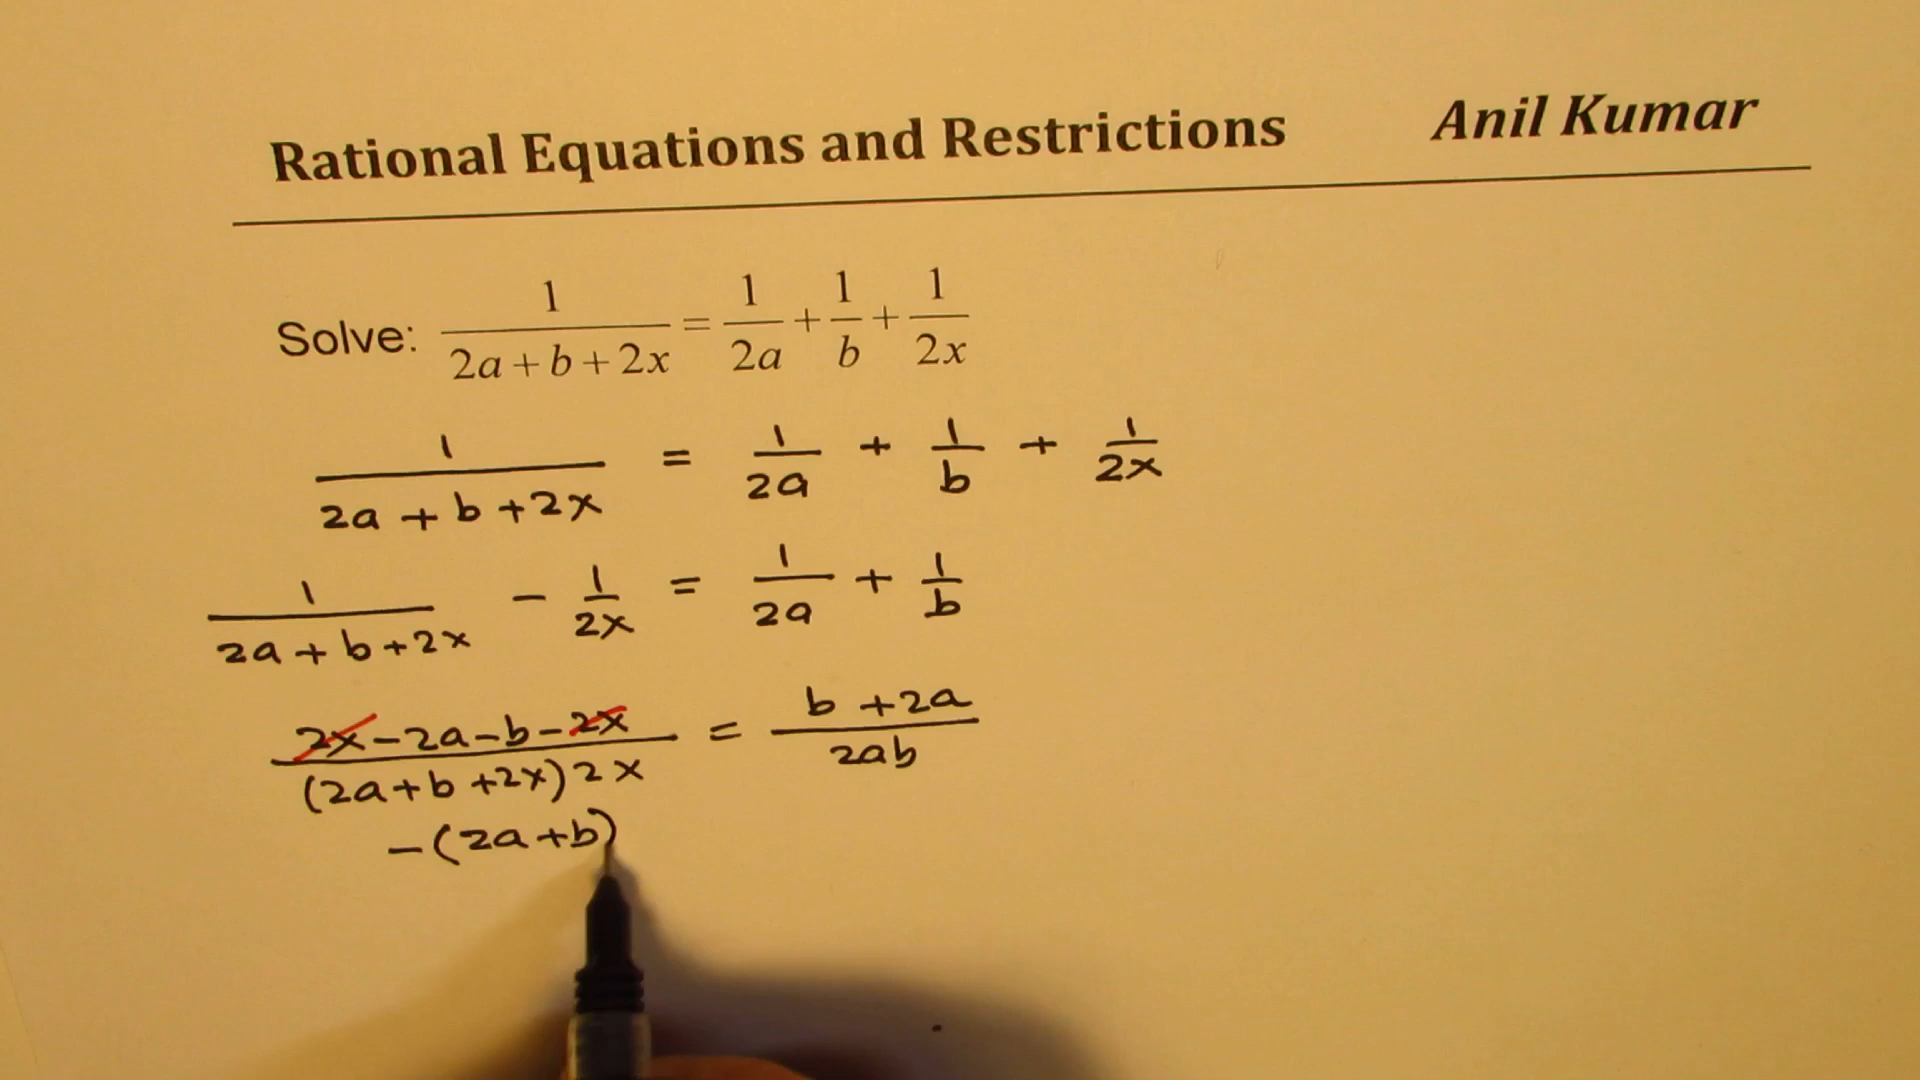 Rational Equations and Restrictions Anil Kumar
Solve: 1/(2a + b + 2x) = 1/2a + 1/b + 1/2x
1/(2a + b + 2x) = 1/2a + 1/b + 1/2x
1/(2a + b + 2x) - 1/2x = 1/2a + 1/b
(2x - 2a - b - 2x)/((2a + b + 2x) 2x) = (b + 2a)/2ab
-(2a + b)